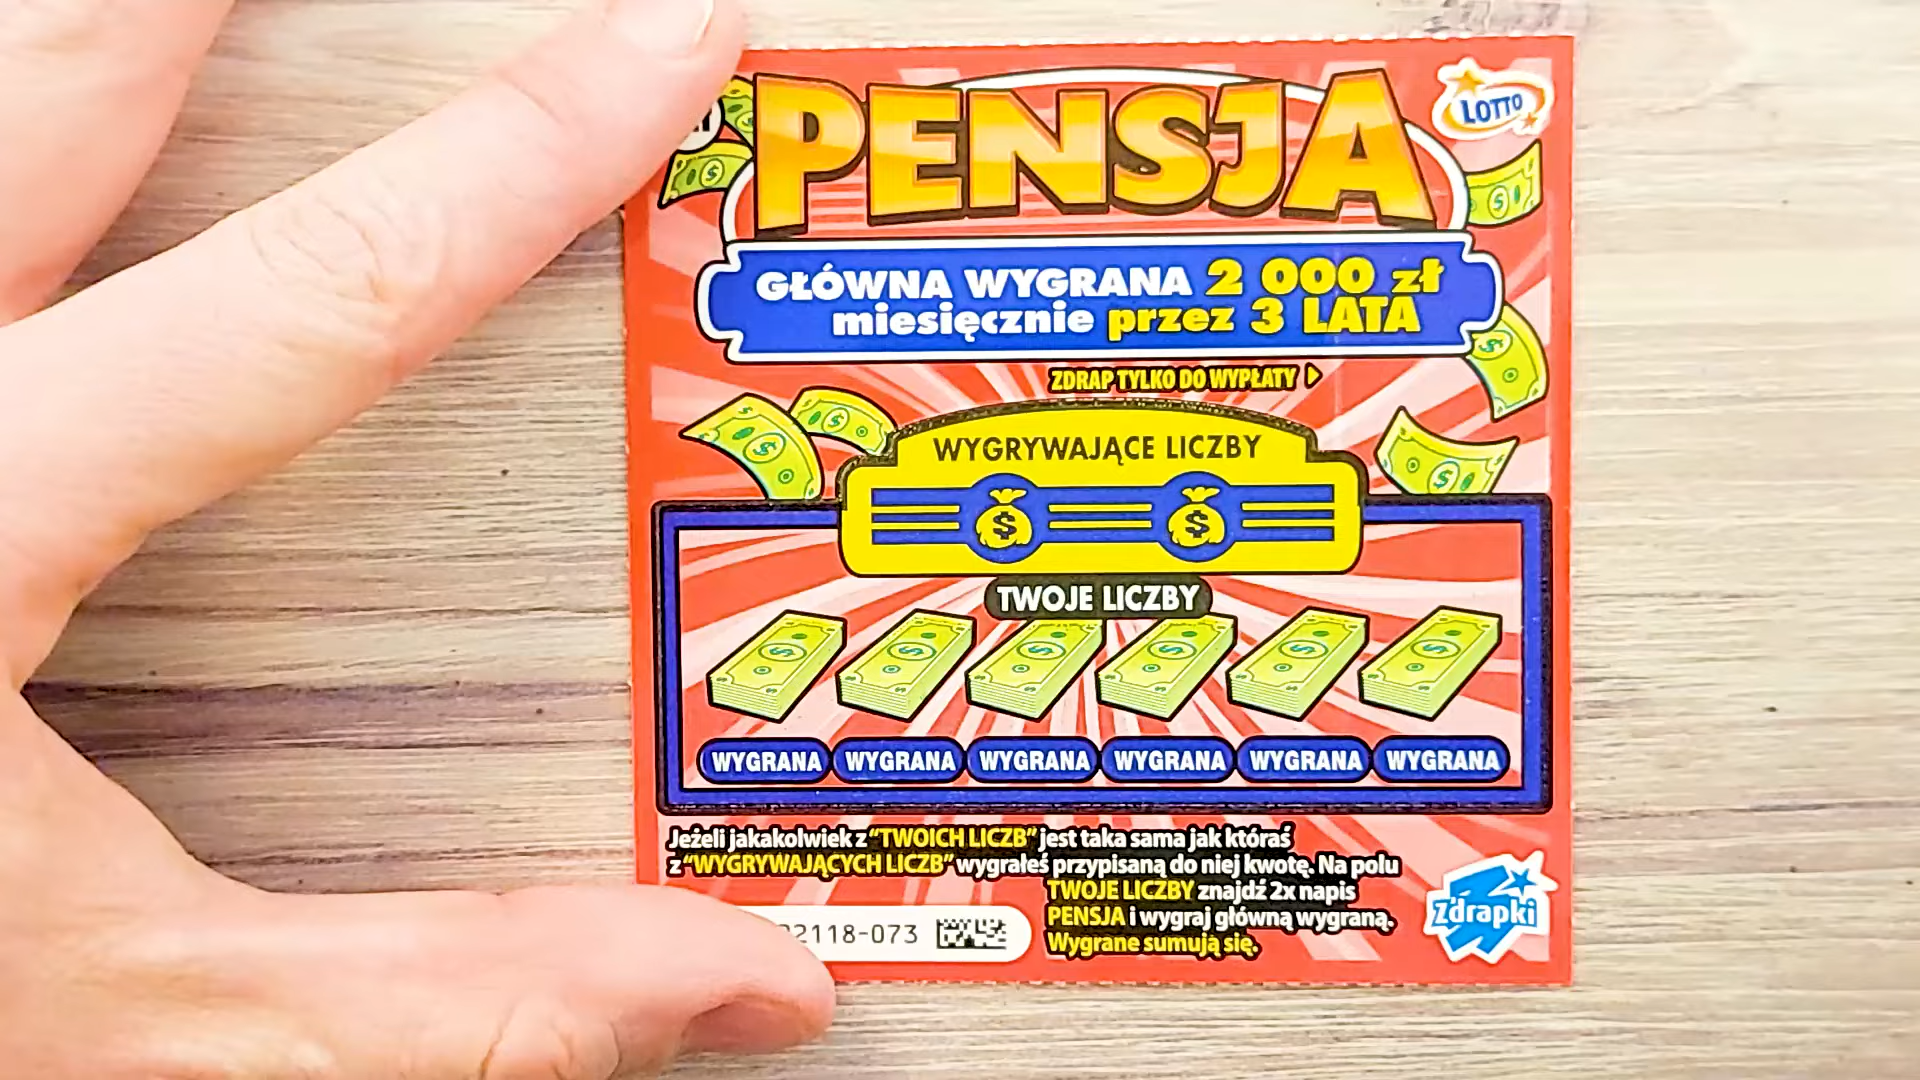 PENSJA
LOTTO
GŁÓWNA WYGRANA 2 000 zł
miesięcznie przez 3 LATA
ZDRAP TYLKO DO WYPŁATY
WYGRYWAJĄCE LICZBY
$ $
TWOJE LICZBY
WYGRANA WYGRANA WYGRANA WYGRANA WYGRANA WYGRANA
Jeżeli jakakolwiek z “TWOICH LICZB” jest taka sama jak któraś
z “WYGRYWAJĄCYCH LICZB” wygrałeś przypisaną do niej kwotę. Na polu
TWOJE LICZBY znajdź 2x napis
PENSJA i wygraj główną wygraną.
Wygrane sumują się.
2118-073
Zdrapki